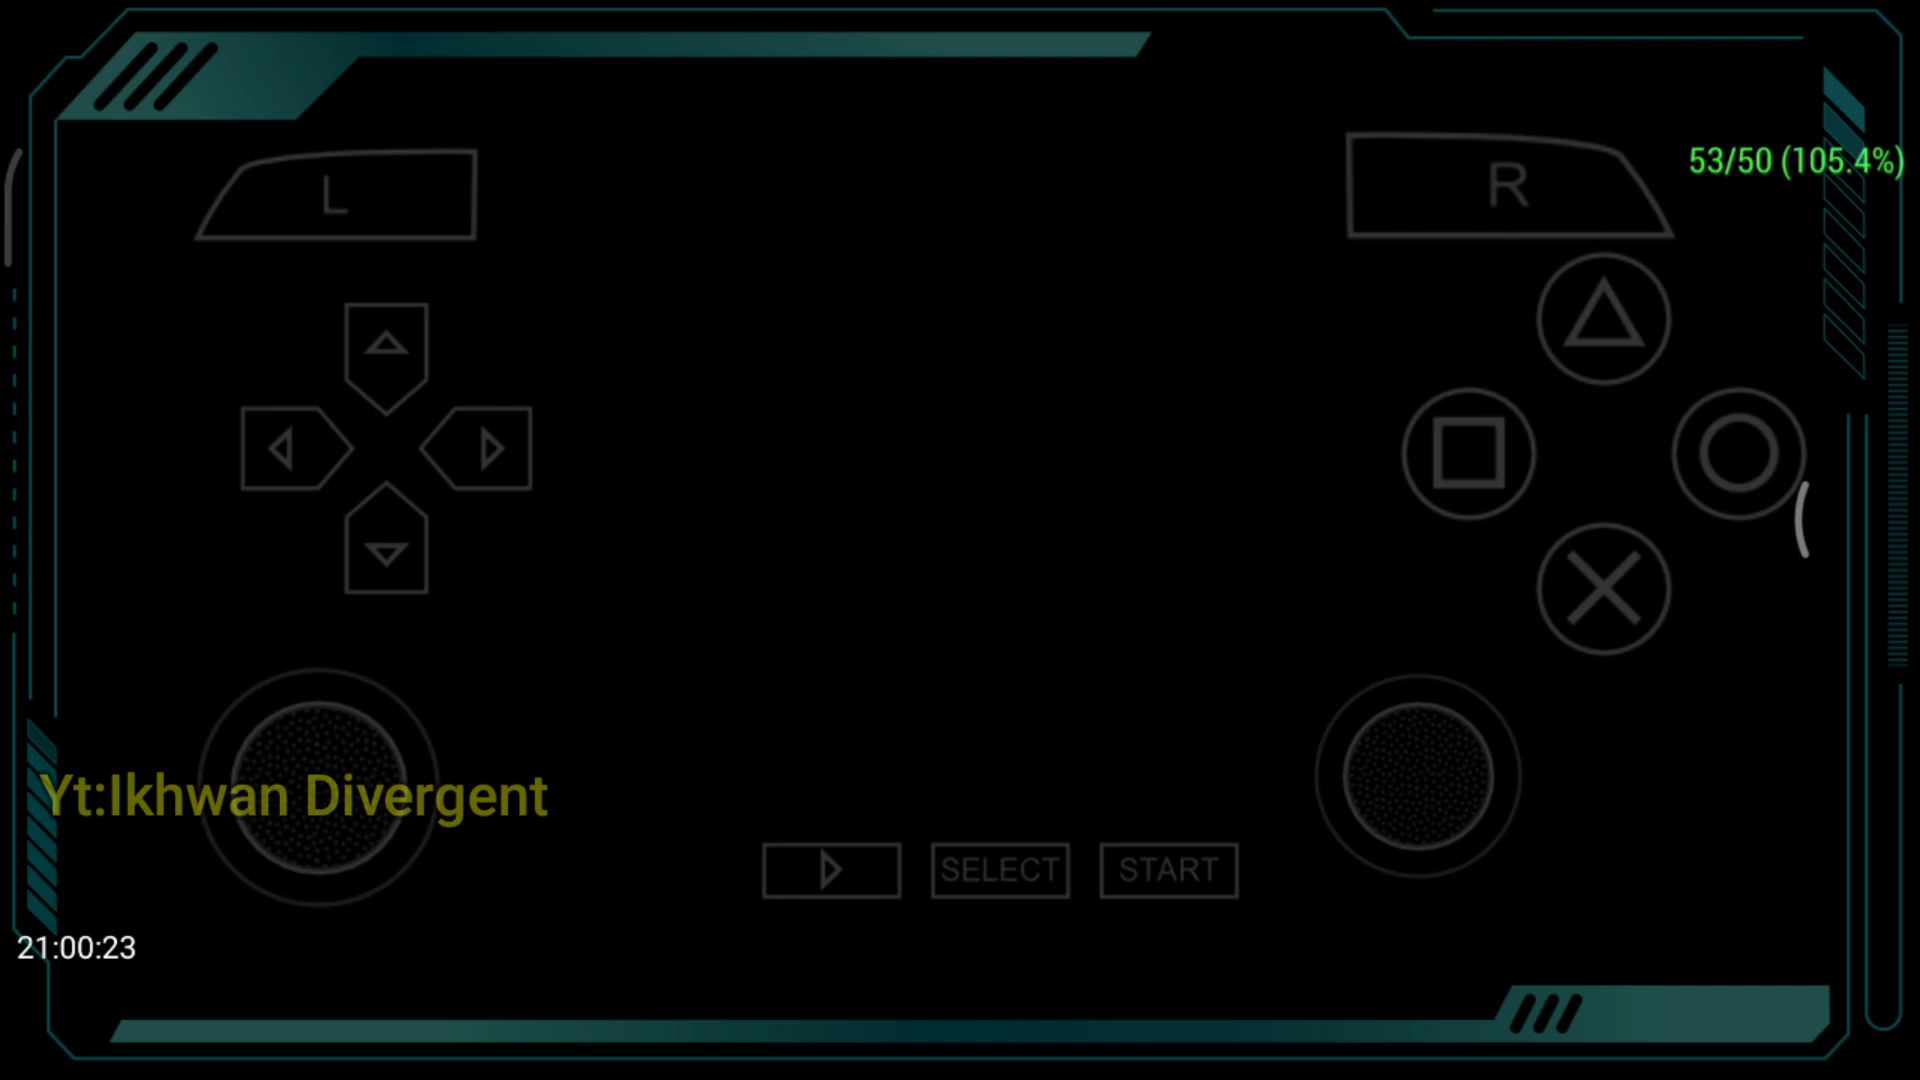 L
R
53/50 (105.4%)
Yt:Ikhwan Divergent
SELECT
START
21:00:23